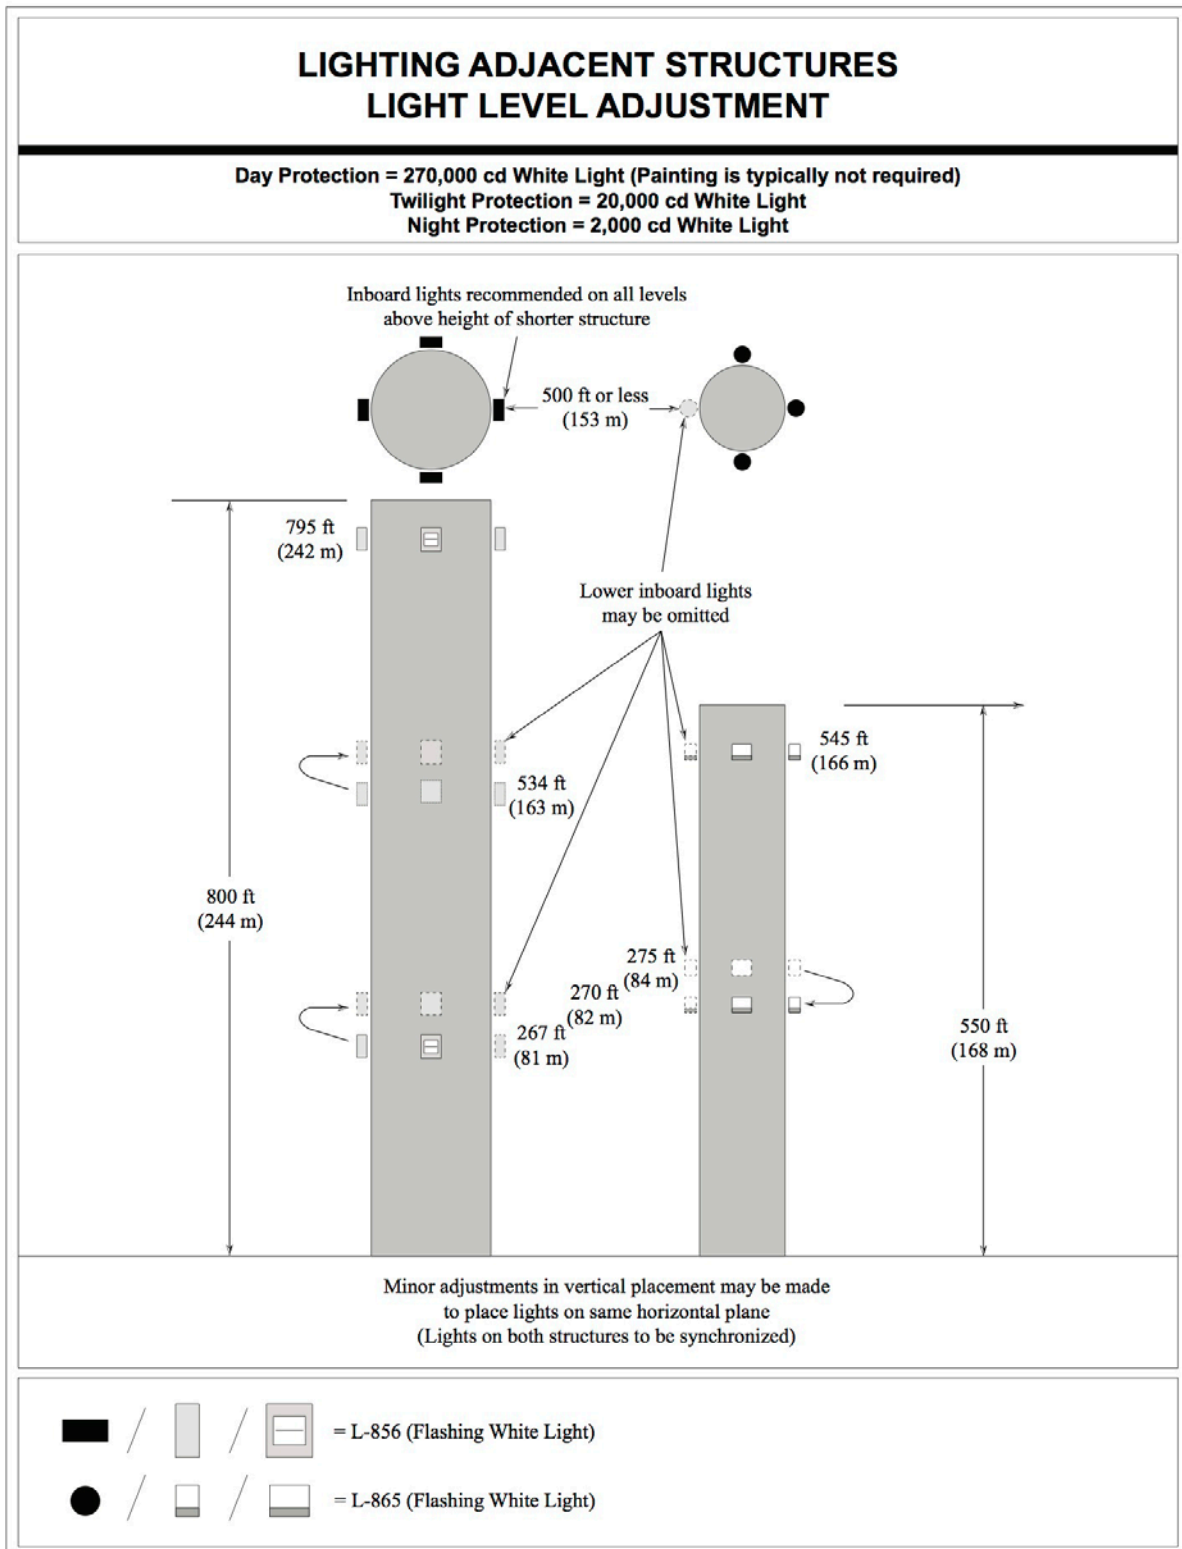 LIGHTING ADJACENT STRUCTURES
LIGHT LEVEL ADJUSTMENT
Day Protection = 270,000 cd White Light (Painting is typically not required)
Twilight Protection = 20,000 cd White Light
Night Protection = 2,000 cd White Light
Inboard lights recommended on all levels
above height of shorter structure
500 ft or less
(153 m)
795 ft
(242 m)
Lower inboard lights
may be omitted
545 ft
(166 m)
534 ft
(163 m)
800 ft
(244 m)
275 ft
(84 m)
270 ft
(82 m)
267 ft
(81 m)
550 ft
(168 m)
Minor adjustments in vertical placement may be made
to place lights on same horizontal plane
(Lights on both structures to be synchronized)
= L-856 (Flashing White Light)
= L-865 (Flashing White Light)